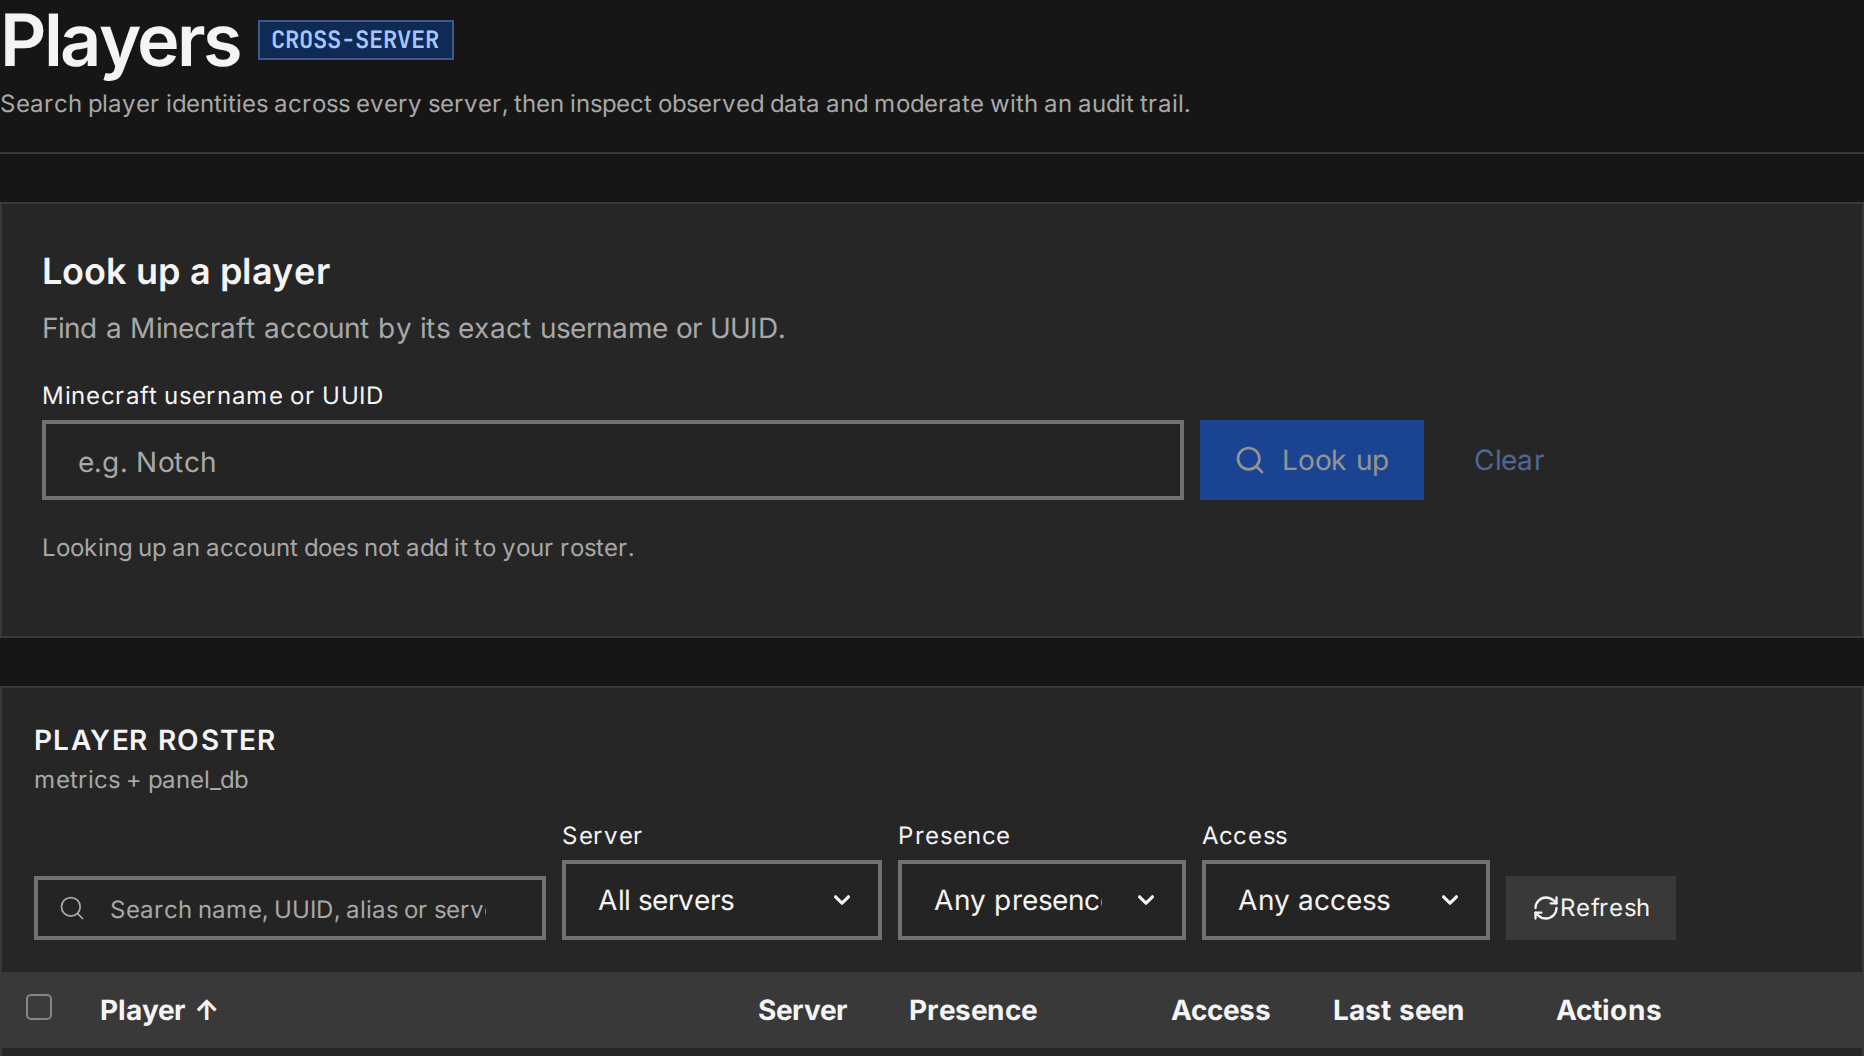 Players CROSS-SERVER
Search player identities across every server, then inspect observed data and moderate with an audit trail.
Look up a player
Find a Minecraft account by its exact username or UUID.
Minecraft username or UUID
e.g. Notch
Look up
Clear
Looking up an account does not add it to your roster.
PLAYER ROSTER
metrics + panel_db
Server Presence Access
Search name, UUID, alias or serv All servers Any presenc Any access Refresh
Player ↑ Server Presence Access Last seen Actions